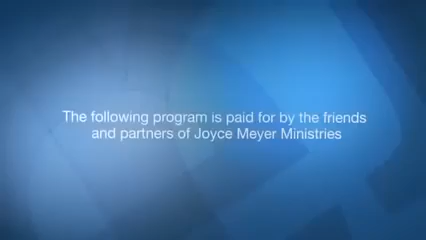 The following program is paid for by the friends
and partners of Joyce Meyer Ministries